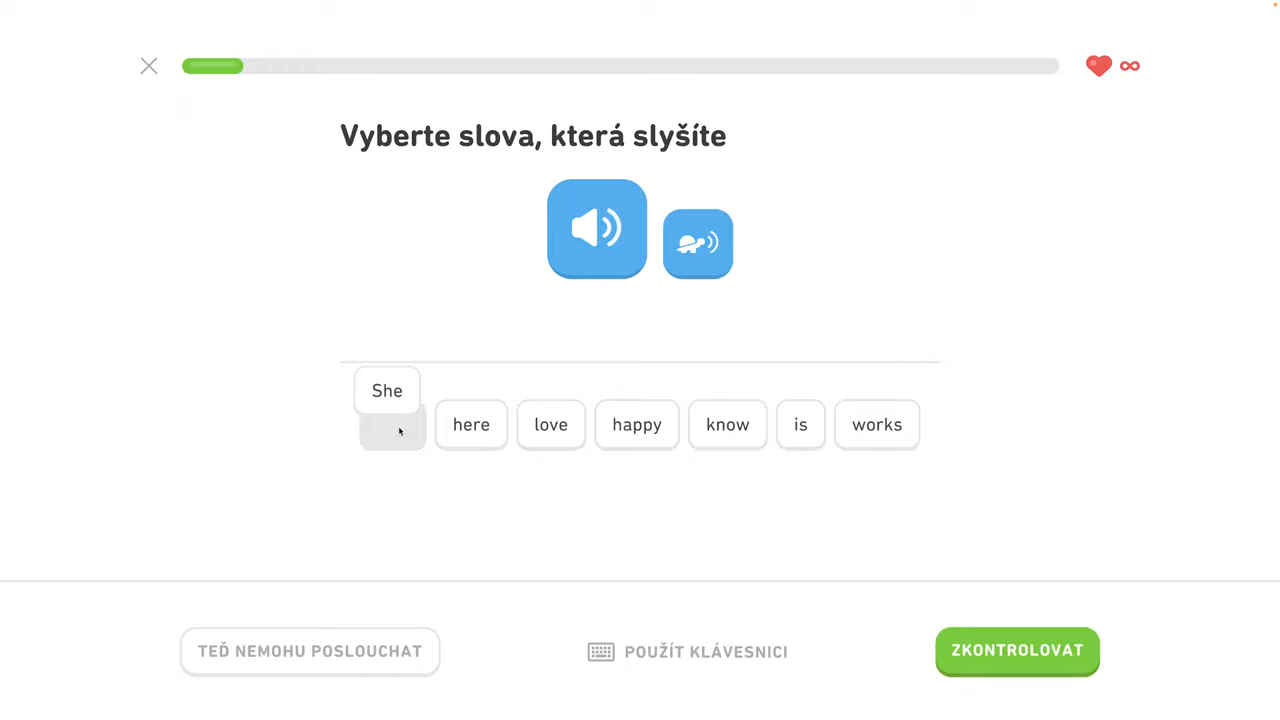 Vyberte slova, která slyšíte
She
here love happy know is works
TEĎ NEMOHU POSLOUCHAT POUŽÍT KLÁVESNICI ZKONTROLOVAT